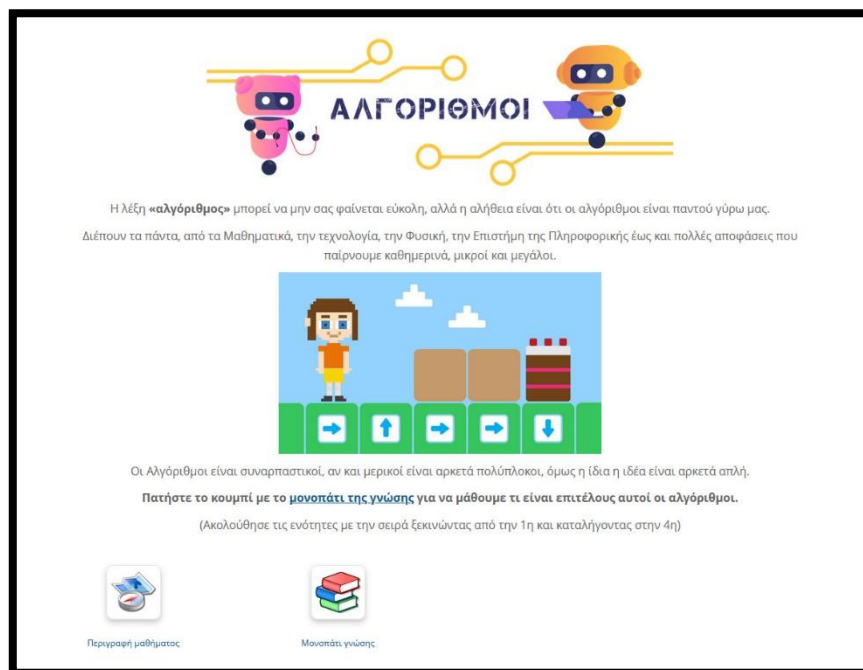 ΑΛΓΟΡΙΘΜΟΙ
Η λέξη «αλγόριθμος» μπορεί να μην σας φαίνεται εύκολη, αλλά η αλήθεια είναι ότι οι αλγόριθμοι είναι παντού γύρω μας.
Διέπουν τα πάντα, από τα Μαθηματικά, την τεχνολογία, την Φυσική, την Επιστήμη της Πληροφορικής έως και πολλές αποφάσεις που
παίρνουμε καθημερινά, μικροί και μεγάλοι.
Οι Αλγόριθμοι είναι συναρπαστικοί, αν και μερικοί είναι αρκετά πολύπλοκοι, όμως η ίδια η ιδέα είναι αρκετά απλή.
Πατήστε το κουμπί με το μονοπάτι της γνώσης για να μάθουμε τι είναι επιτέλους αυτοί οι αλγόριθμοι.
(Ακολούθησε τις ενότητες με την σειρά ξεκινώντας από την 1η και καταλήγοντας στην 4η)
Περιγραφή μαθήματος
Μονοπάτι γνώσης